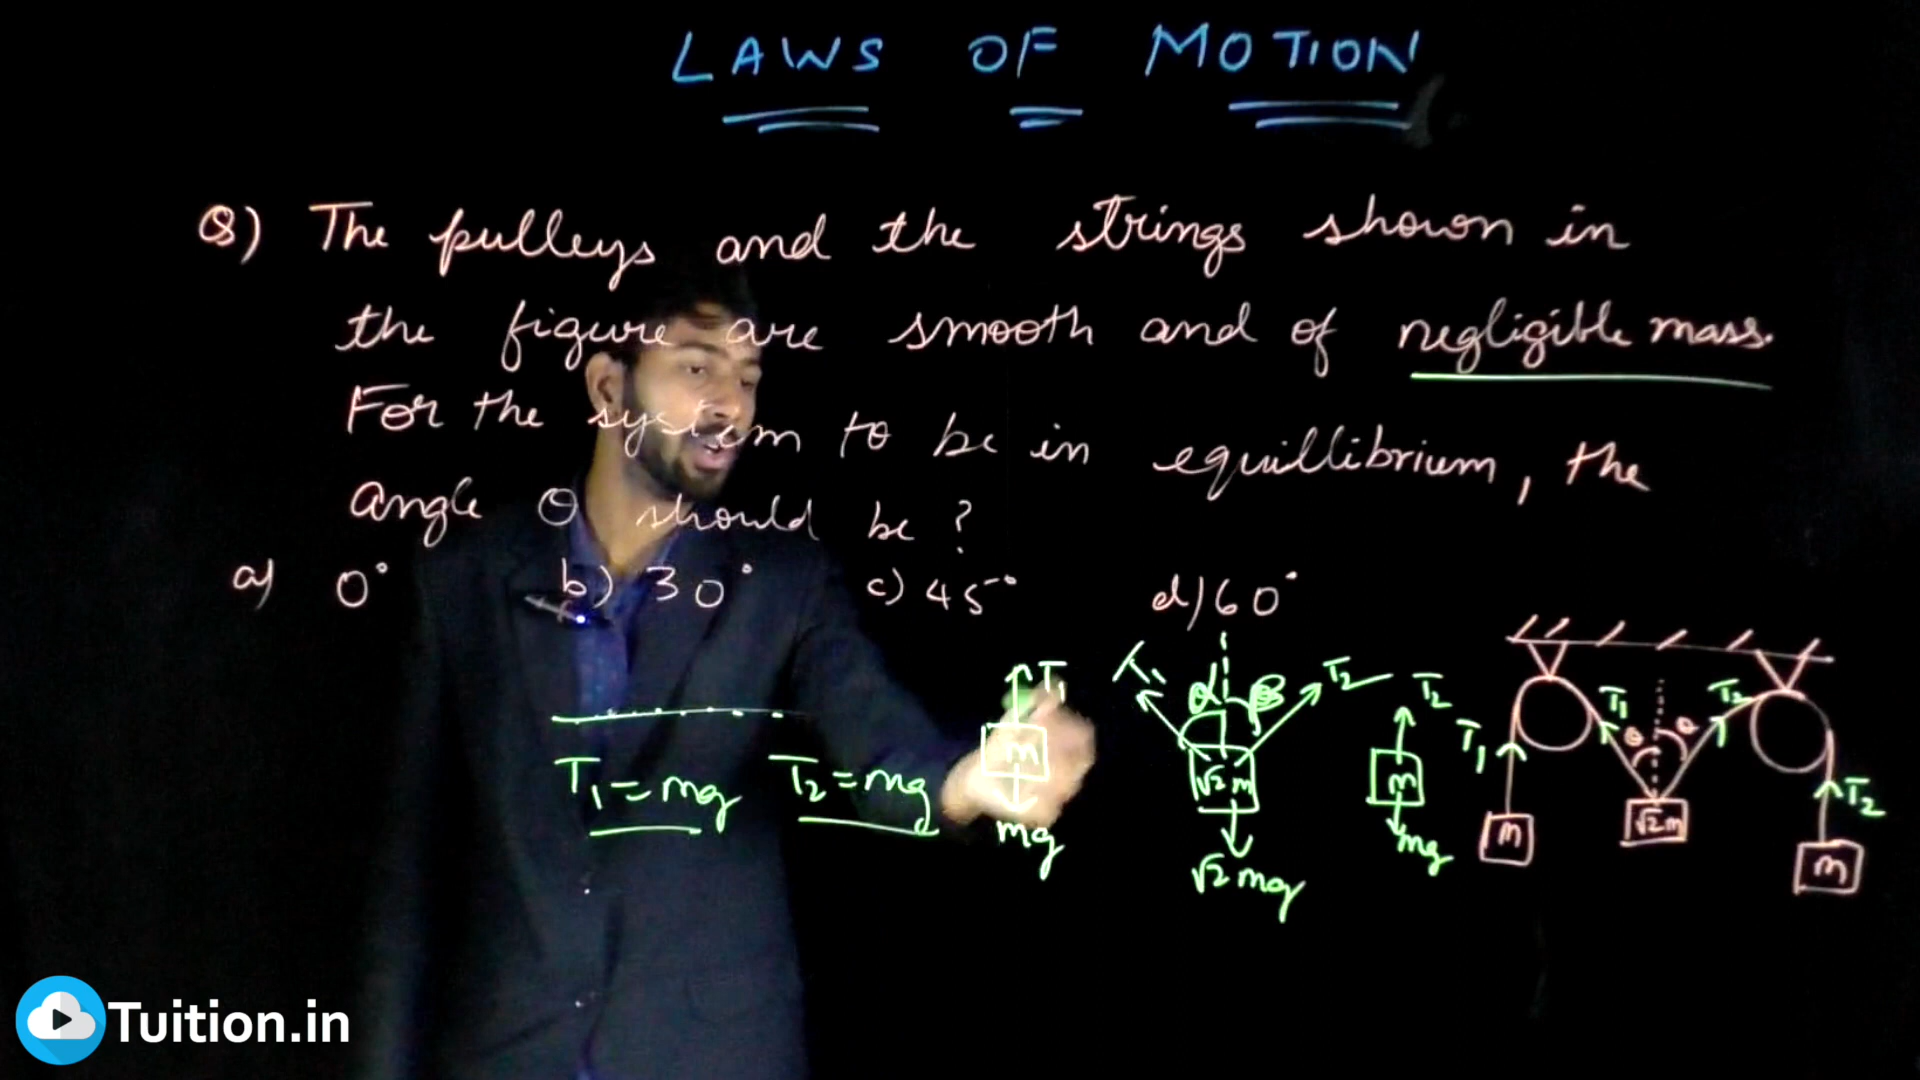 LAWS OF MOTION
Q) The pulleys and the strings shown in
the figure are smooth and of negligible mass.
For the system to be in equillibrium, the
angle θ should be ?
a) 0° b) 30° c) 45° d) 60°
T₁ = mg T₂ = mg
T₁
m
mg
T₁ α β T₂
√2 m
√2 mg
T₂
m
mg
T₁ T₁ θ θ T₂ T₂
m √2 m m
Tuition.in